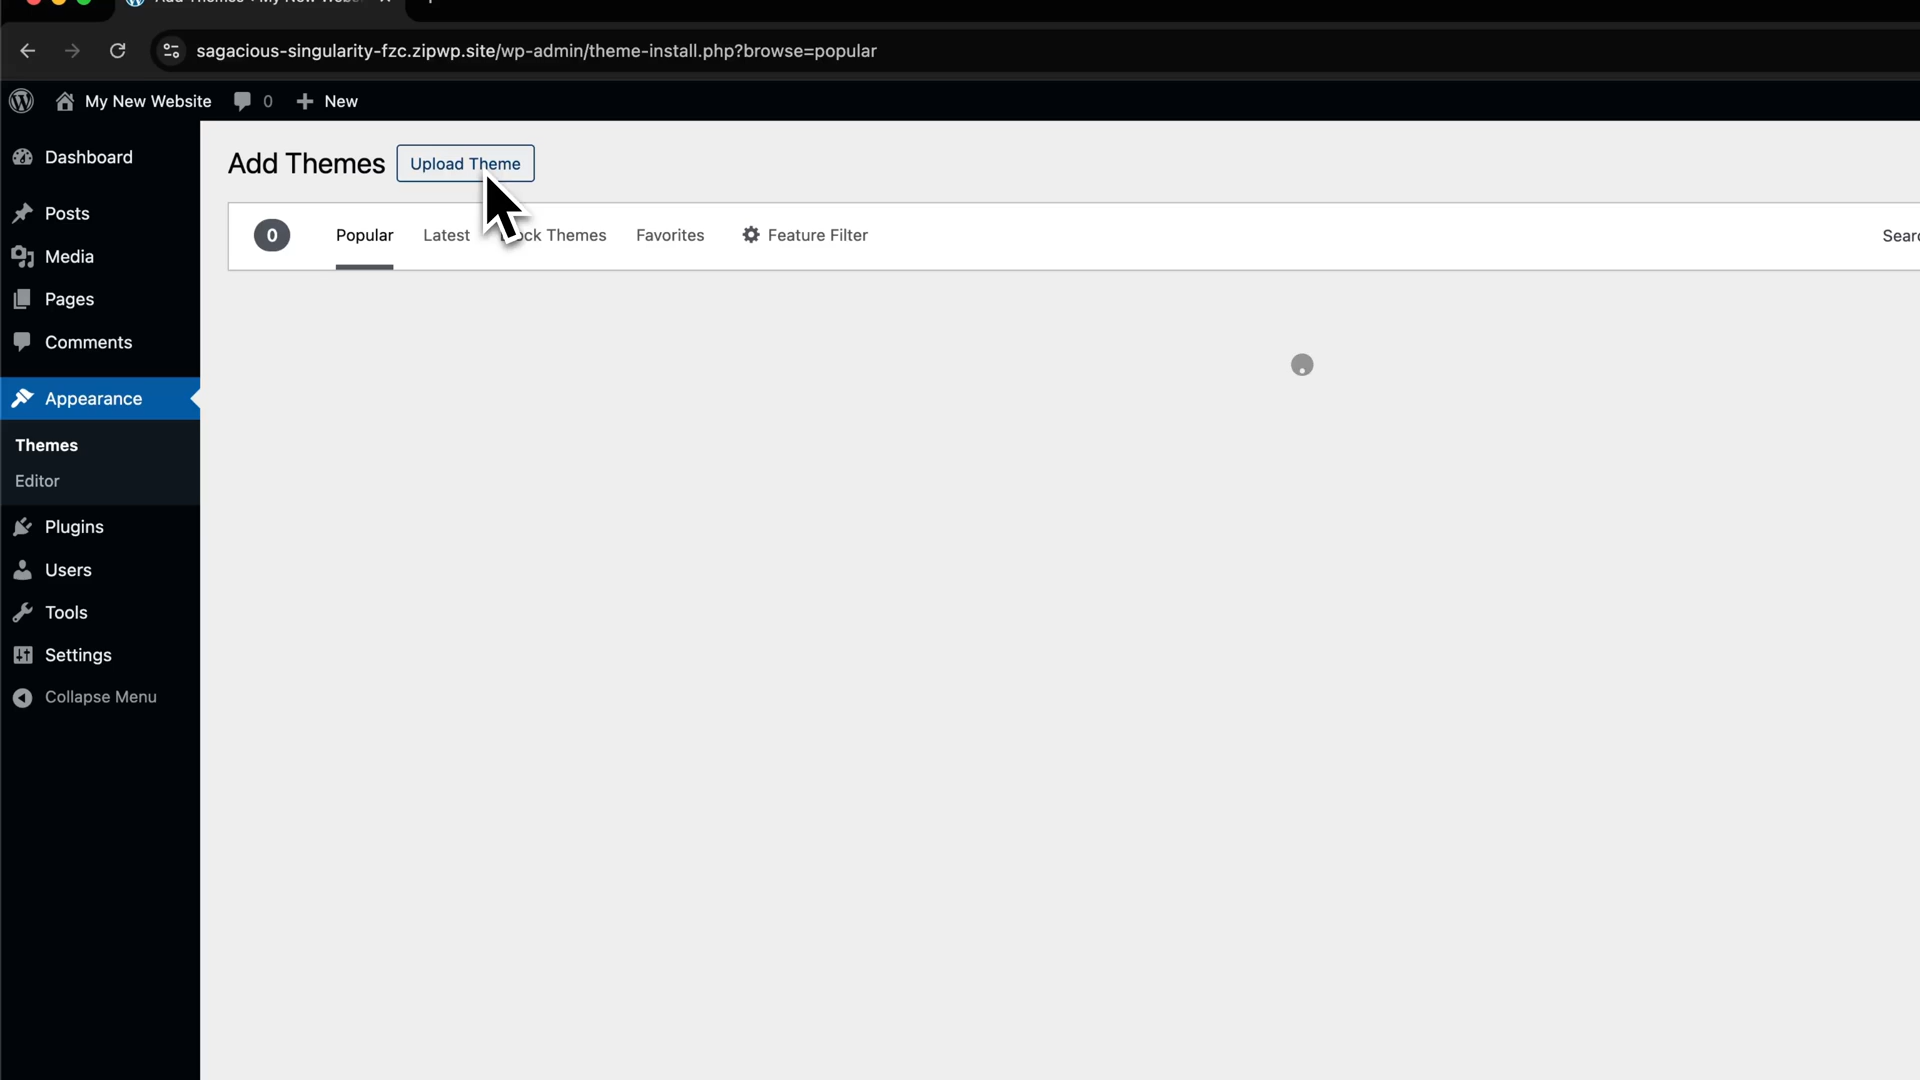 sagacious-singularity-fzc.zipwp.site/wp-admin/theme-install.php?browse=popular
My New Website
0
New
Dashboard
Posts
Media
Pages
Comments
Appearance
Themes
Editor
Plugins
Users
Tools
Settings
Collapse Menu
Add Themes
Upload Theme
0
Popular
Latest
ock Themes
Favorites
Feature Filter
Sear